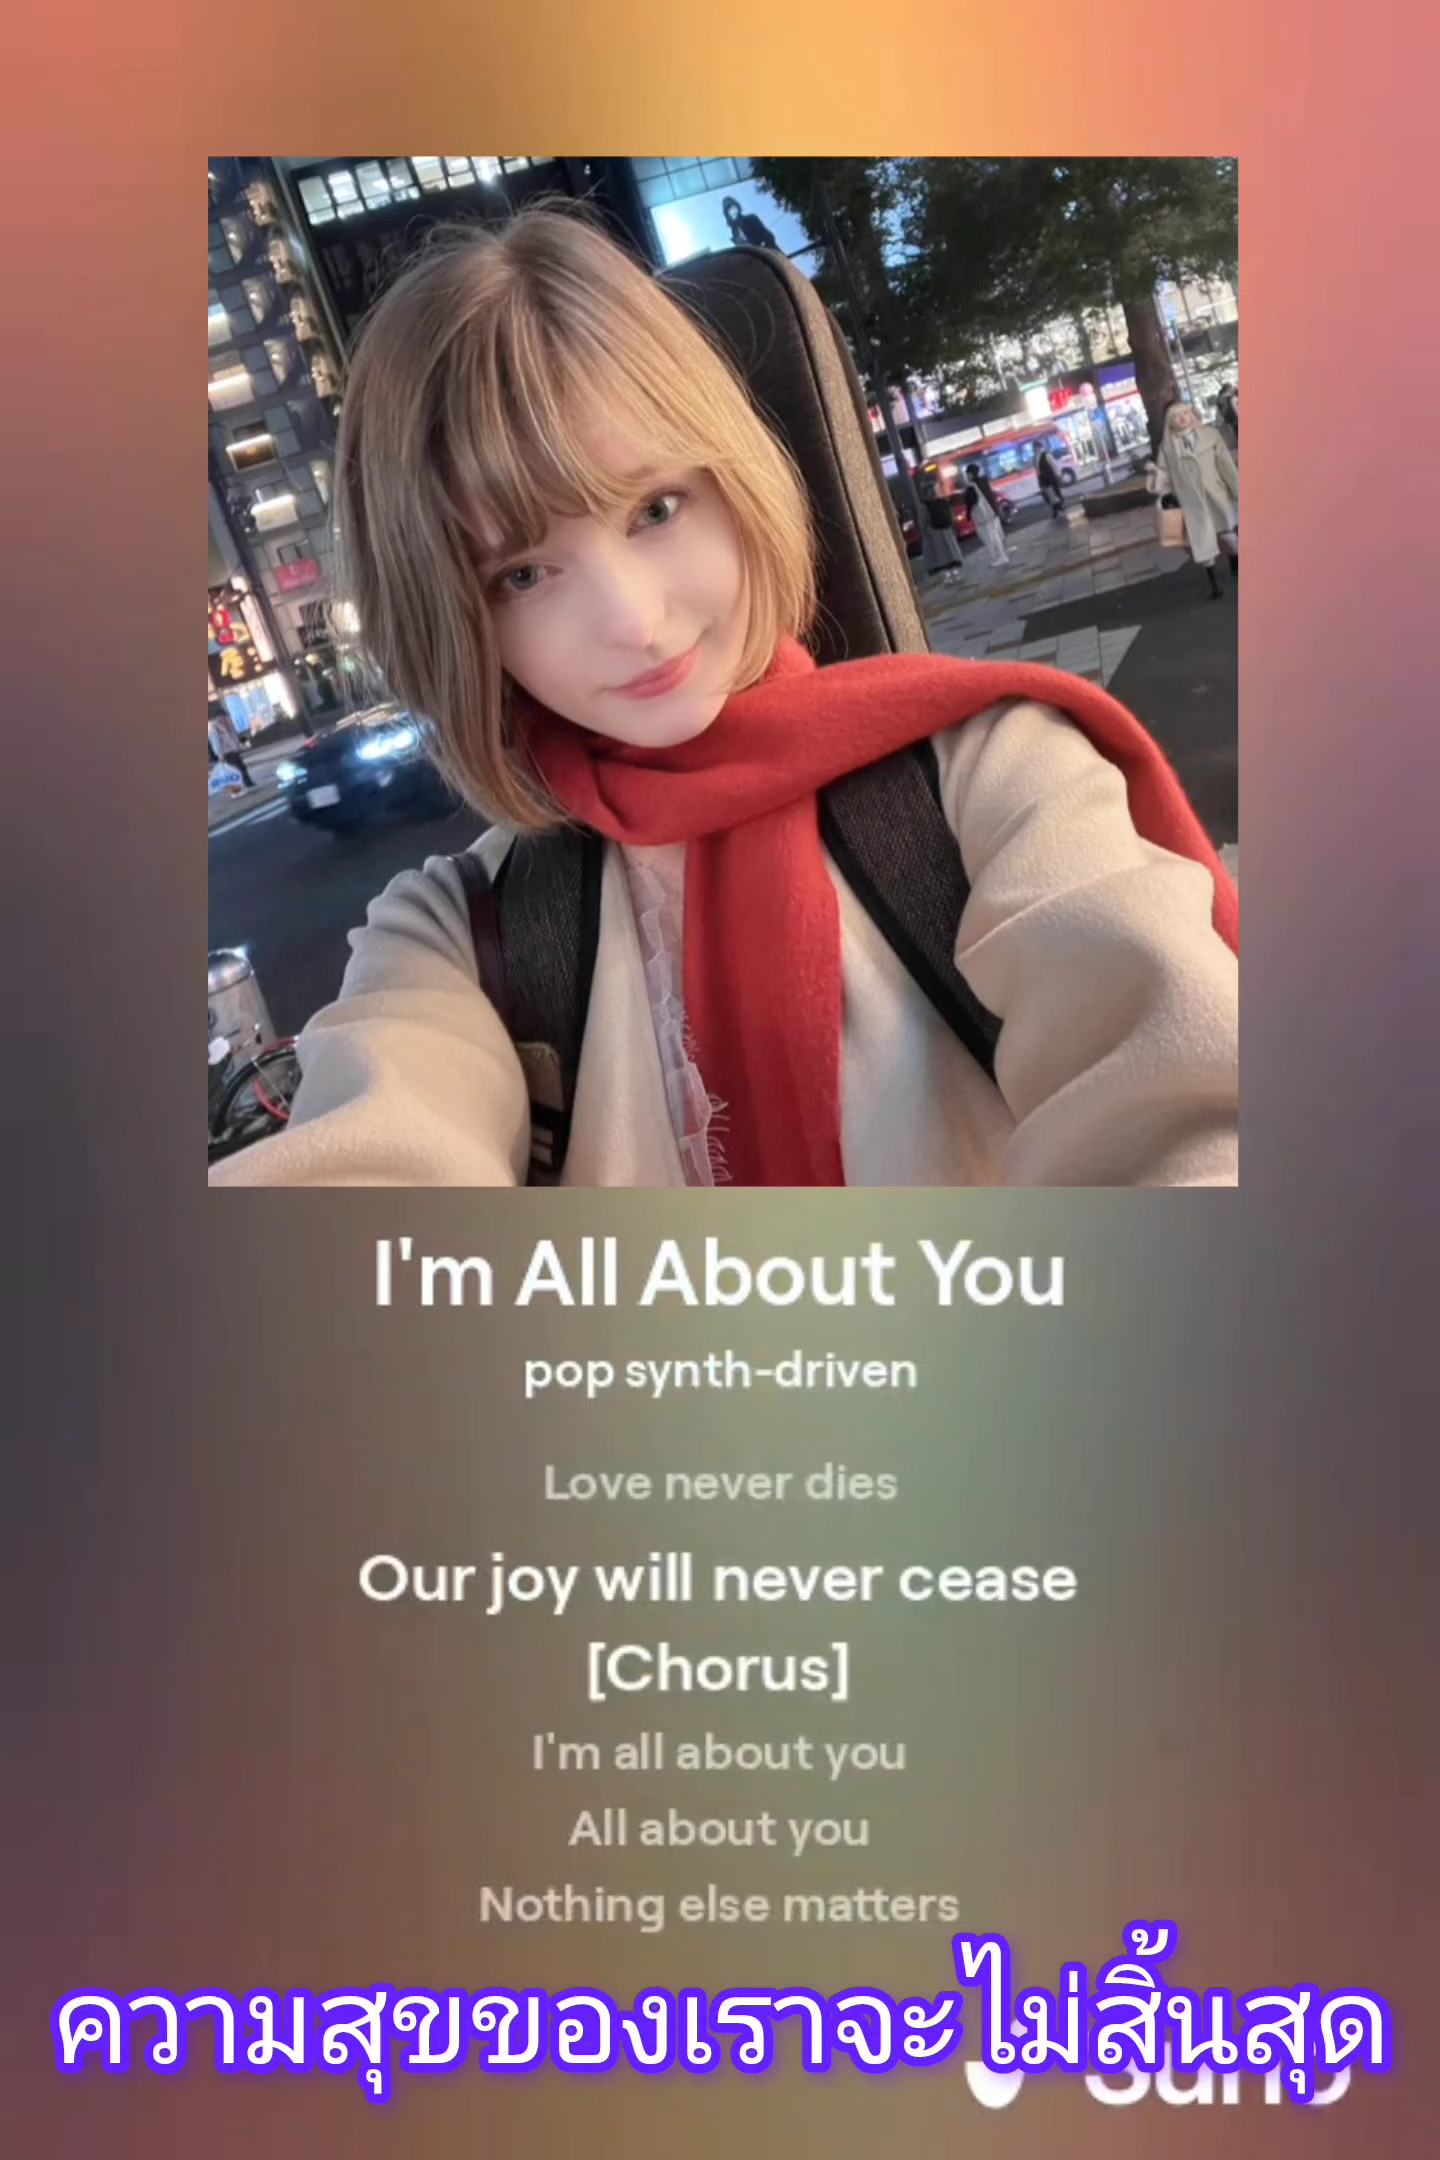 I'm All About You
pop synth-driven
Love never dies
Our joy will never cease
[Chorus]
I'm all about you
All about you
Nothing else matters
ความสุขของเราจะไม่สิ้นสุด